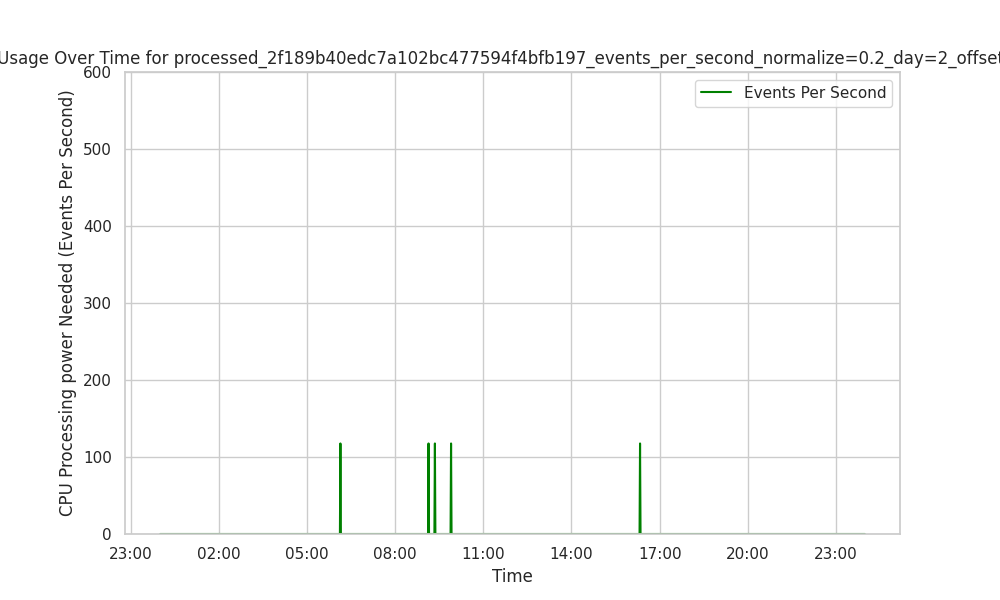 Usage Over Time for processed_2f189b40edc7a102bc477594f4bfb197_events_per_second_normalize=0.2_day=2_offset
Events Per Second
CPU Processing power Needed (Events Per Second)
600
500
400
300
200
100
0
23:00 02:00 05:00 08:00 11:00 14:00 17:00 20:00 23:00
Time